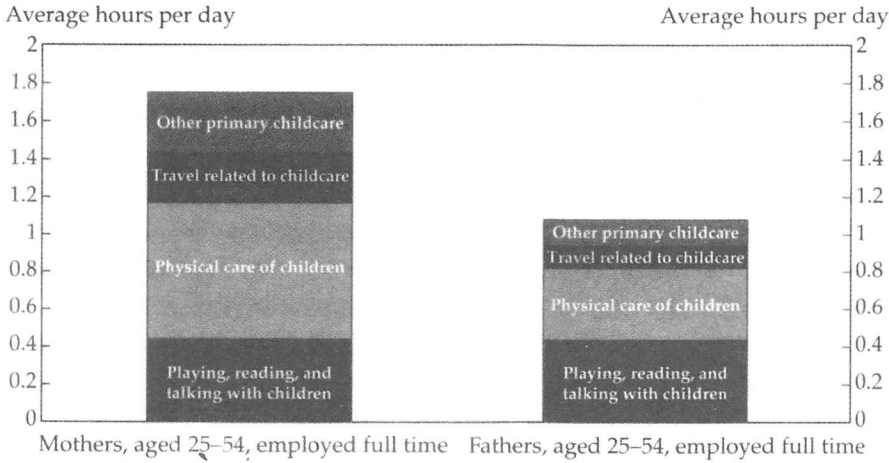 Average hours per day
Average hours per day
2
1.8
1.6
1.4
1.2
1
0.8
0.6
0.4
0.2
0
Other primary childcare
Travel related to childcare
Physical care of children
Playing, reading, and
talking with children
Other primary childcare
Travel related to childcare
Physical care of children
Playing, reading, and
talking with children
2
1.8
1.6
1.4
1.2
1
0.8
0.6
0.4
0.2
0
Mothers, aged 25–54, employed full time
Fathers, aged 25–54, employed full time